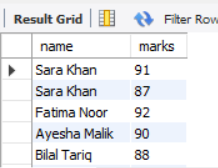 Result Grid Filter Row
name marks
Sara Khan 91
Sara Khan 87
Fatima Noor 92
Ayesha Malik 90
Bilal Tariq 88